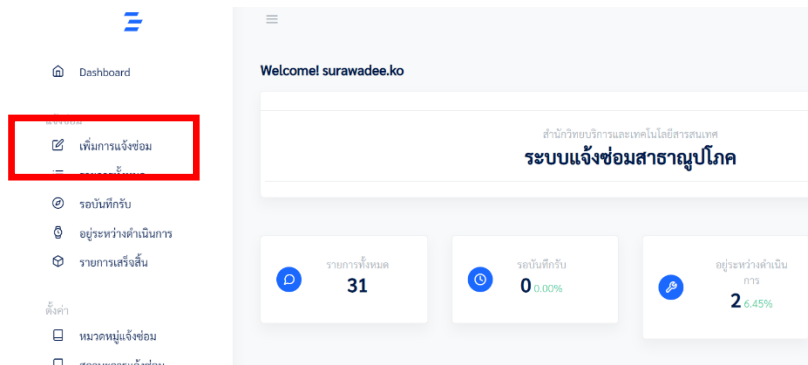 Dashboard
เพิ่มการแจ้งซ่อม
รอบันทึกรับ
อยู่ระหว่างดำเนินการ
รายการเสร็จสิ้น
ตั้งค่า
หมวดหมู่แจ้งซ่อม
Welcome! surawadee.ko
สำนักวิทยบริการและเทคโนโลยีสารสนเทศ
ระบบแจ้งซ่อมสาธาณูปโภค
รายการทั้งหมด
31
รอบันทึกรับ
0 0.00%
อยู่ระหว่างดำเนิน
การ
2 6.45%